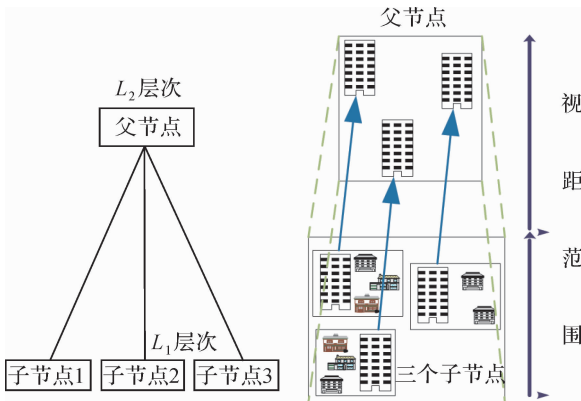 父节点
L₂层次
父节点
L₁层次
子节点1
子节点2
子节点3
三个子节点
视
距
范
围